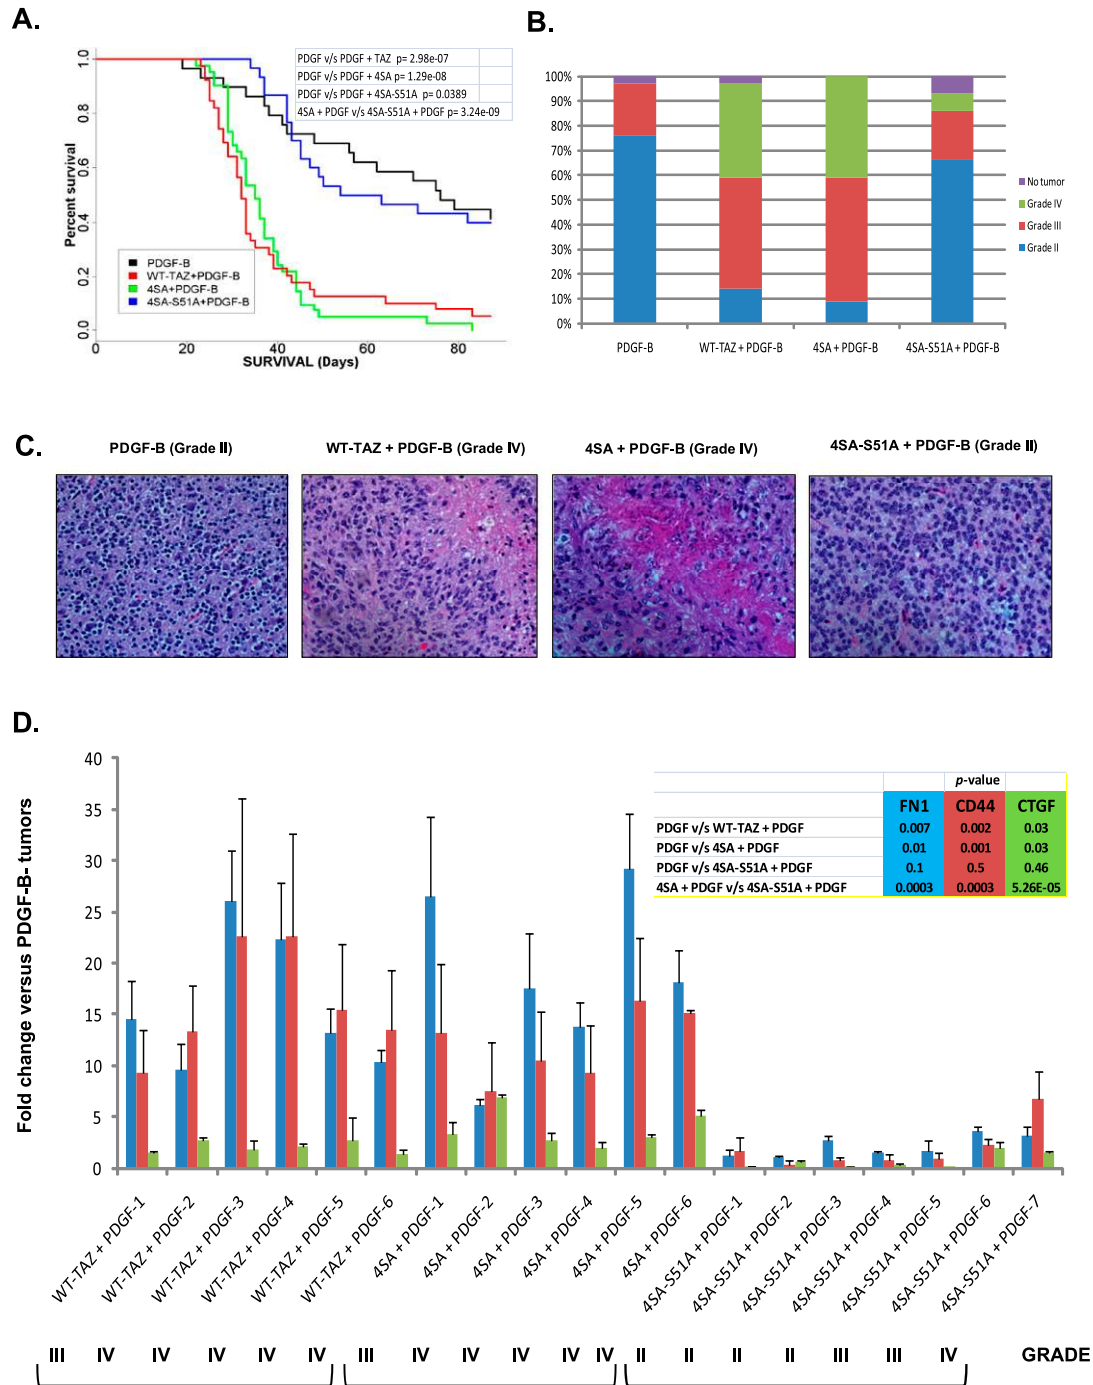 A.
1.0
0.8
0.6
0.4
0.2
0.0
Percent survival
0
20
40
60
80
SURVIVAL (Days)
PDGF v/s PDGF + TAZ p= 2.98e-07
PDGF v/s PDGF + 4SA p= 1.29e-08
PDGF v/s PDGF + 4SA-S51A p= 0.0389
4SA + PDGF v/s 4SA-S51A + PDGF p= 3.24e-09
PDGF-B
WT-TAZ+PDGF-B
4SA+PDGF-B
4SA-S51A+PDGF-B
B.
100%
90%
80%
70%
60%
50%
40%
30%
20%
10%
0%
PDGF-B
WT-TAZ + PDGF-B
4SA + PDGF-B
4SA-S51A + PDGF-B
No tumor
Grade IV
Grade III
Grade II
C.
PDGF-B (Grade II)
WT-TAZ + PDGF-B (Grade IV)
4SA + PDGF-B (Grade IV)
4SA-S51A + PDGF-B (Grade II)
D.
Fold change versus PDGF-B- tumors
40
35
30
25
20
15
10
5
0
p-value
FN1 CD44 CTGF
PDGF v/s WT-TAZ + PDGF 0.007 0.002 0.03
PDGF v/s 4SA + PDGF 0.01 0.001 0.03
PDGF v/s 4SA-S51A + PDGF 0.1 0.5 0.46
4SA + PDGF v/s 4SA-S51A + PDGF 0.0003 0.0003 5.26E-05
WT-TAZ + PDGF-1
WT-TAZ + PDGF-2
WT-TAZ + PDGF-3
WT-TAZ + PDGF-4
WT-TAZ + PDGF-5
WT-TAZ + PDGF-6
4SA + PDGF-1
4SA + PDGF-2
4SA + PDGF-3
4SA + PDGF-4
4SA + PDGF-5
4SA + PDGF-6
4SA-S51A + PDGF-1
4SA-S51A + PDGF-2
4SA-S51A + PDGF-3
4SA-S51A + PDGF-4
4SA-S51A + PDGF-5
4SA-S51A + PDGF-6
4SA-S51A + PDGF-7
III IV IV IV IV IV III IV IV IV IV IV II II II II III III IV GRADE